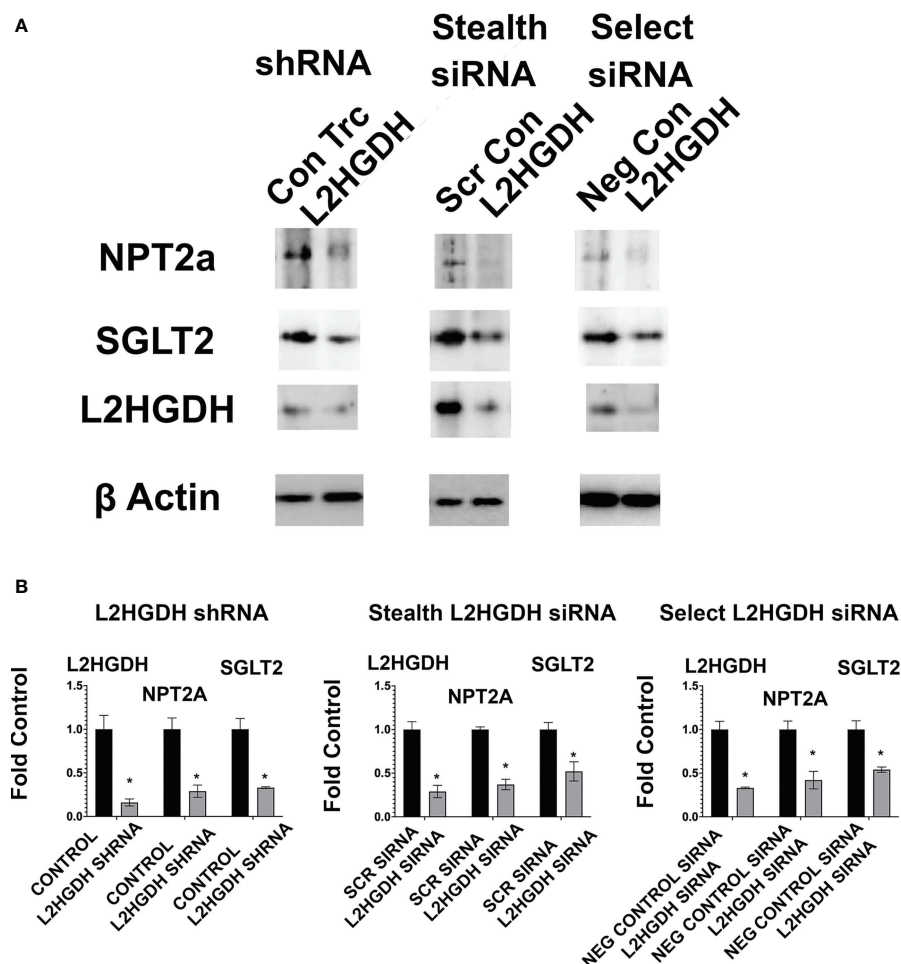 A
shRNA
Stealth
siRNA
Select
siRNA
Con Trc
L2HGDH
Scr Con
L2HGDH
Neg Con
L2HGDH
NPT2a
SGLT2
L2HGDH
β Actin
B
L2HGDH shRNA
Fold Control
L2HGDH
NPT2A
SGLT2
1.5
1.0
0.5
0.0
*
*
*
CONTROL
L2HGDH SHRNA
CONTROL
L2HGDH SHRNA
CONTROL
L2HGDH SHRNA
Stealth L2HGDH siRNA
Fold Control
L2HGDH
NPT2A
SGLT2
1.5
1.0
0.5
0.0
*
*
*
SCR SIRNA
L2HGDH SIRNA
SCR SIRNA
L2HGDH SIRNA
SCR SIRNA
L2HGDH SIRNA
Select L2HGDH siRNA
Fold Control
L2HGDH
NPT2A
SGLT2
1.5
1.0
0.5
0.0
*
*
*
NEG CONTROL SIRNA
L2HGDH SIRNA
NEG CONTROL SIRNA
L2HGDH SIRNA
NEG CONTROL SIRNA
L2HGDH SIRNA